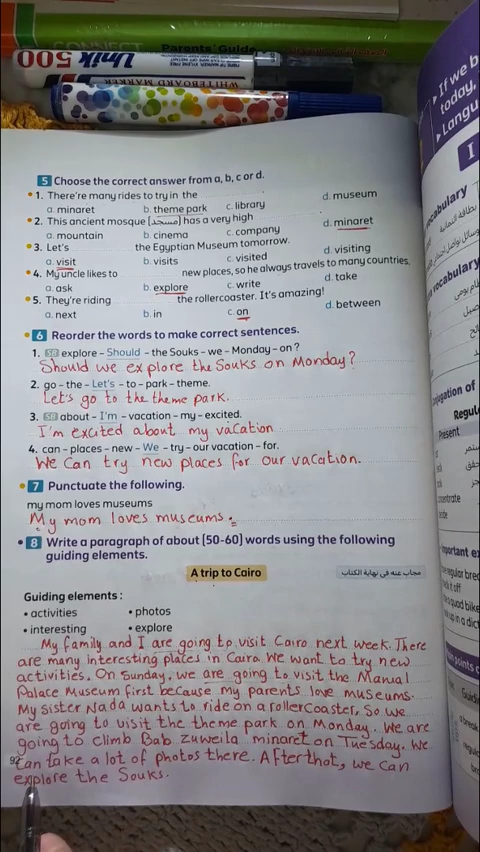 CONNECT
Parents' Guide
Unik 500
WHITEBOARD MARKER
If we b
today,
Langu
5 Choose the correct answer from a, b, c or d.
1. There're many rides to try in the
a. minaret b. theme park c. library d. museum
2. This ancient mosque [مسجد] has a very high
a. mountain b. cinema c. company d. minaret
3. Let's the Egyptian Museum tomorrow.
a. visit b. visits c. visited d. visiting
4. My uncle likes to new places, so he always travels to many countries.
a. ask b. explore c. write d. take
5. They're riding the rollercoaster. It's amazing!
a. next b. in c. on d. between
6 Reorder the words to make correct sentences.
1. SB explore – Should – the Souks – we – Monday – on ?
Should we explore the Souks on Monday?
2. go – the – Let's – to – park – theme.
Let's go to the theme park.
3. SB about – I'm – vacation – my – excited.
I'm excited about my vacation
4. can – places – new – We – try – our vacation – for.
We Can try new places for our vacation.
7 Punctuate the following.
my mom loves museums
My mom loves museums.
8 Write a paragraph of about [50-60] words using the following
guiding elements.
A trip to Cairo
مجاب عنه في نهاية الكتاب
Guiding elements :
• activities • photos
• interesting • explore
My family and I are going to visit Cairo next week. There
are many interesting places in Cairo. We want to try new
activities. On Sunday, we are going to visit the Manial
Palace Museum first because my parents love museums.
My sister Nada wants to ride on a rollercoaster, So we
are going to visit the theme park on Monday. We are
going to climb Bab zuweila minaret on Tuesday. We
can take a lot of photos there. After that, we can
explore the Souks.
ocabulary
Regul
Present